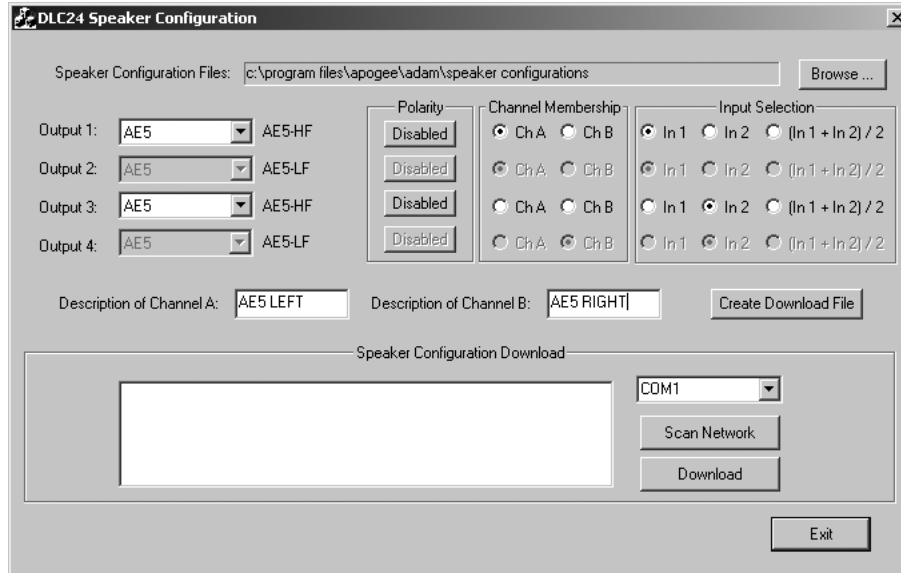 DLC24 Speaker Configuration
Speaker Configuration Files: c:\program files\apogee\adam\speaker configurations Browse ...
Polarity Channel Membership Input Selection
Output 1: AE5 AE5-HF Disabled Ch A Ch B In 1 In 2 (In 1 + In 2) / 2
Output 2: AE5 AE5-LF Disabled Ch A Ch B In 1 In 2 (In 1 + In 2) / 2
Output 3: AE5 AE5-HF Disabled Ch A Ch B In 1 In 2 (In 1 + In 2) / 2
Output 4: AE5 AE5-LF Disabled Ch A Ch B In 1 In 2 (In 1 + In 2) / 2
Description of Channel A: AE5 LEFT Description of Channel B: AE5 RIGHT Create Download File
Speaker Configuration Download
COM1
Scan Network
Download
Exit